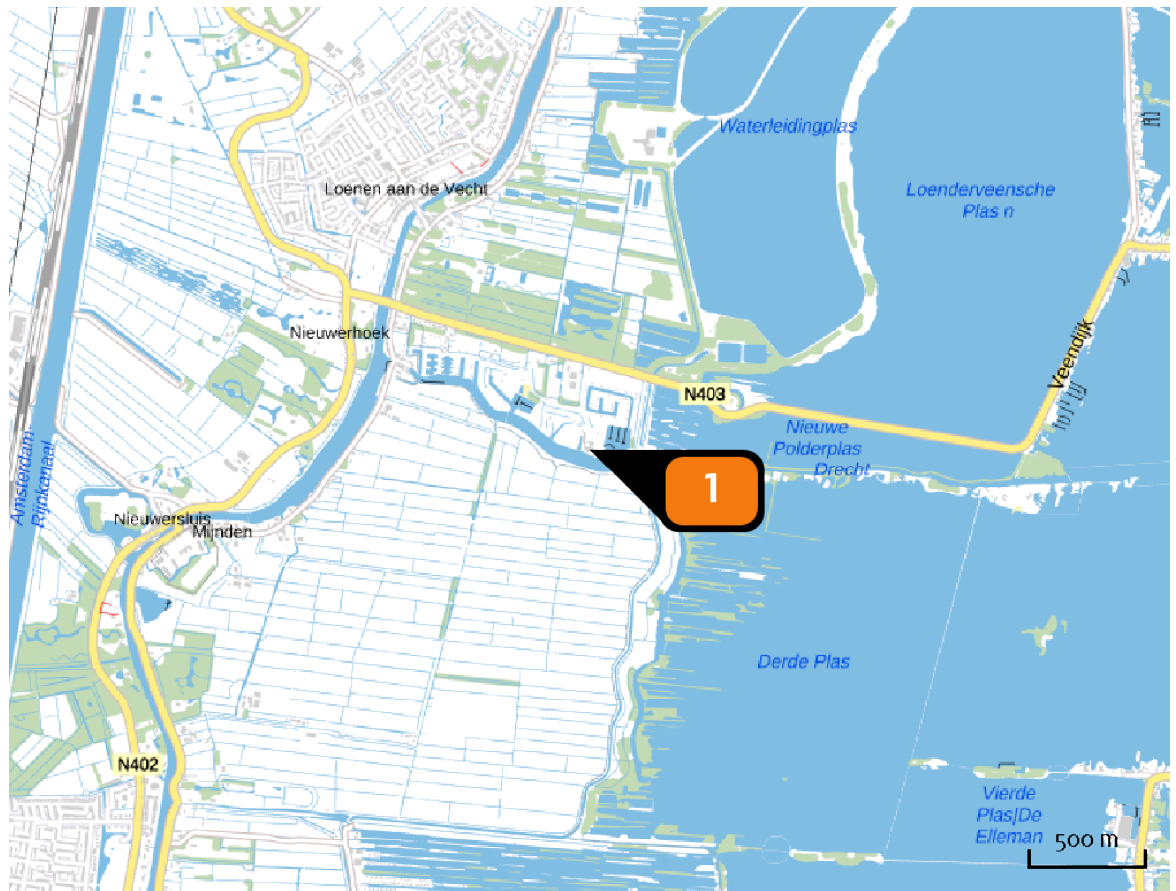 Waterleidingplas
Loenen aan de Vecht
Loenderveensche
Plas n
Nieuwerhoek
Veendijk
N403
Nieuwe
Polderplas
Drecht
Amsterdam-
Rijnkanaal
1
Nieuwersluis
Mijnden
Derde Plas
N402
Vierde
Plas|De
Elleman
500 m